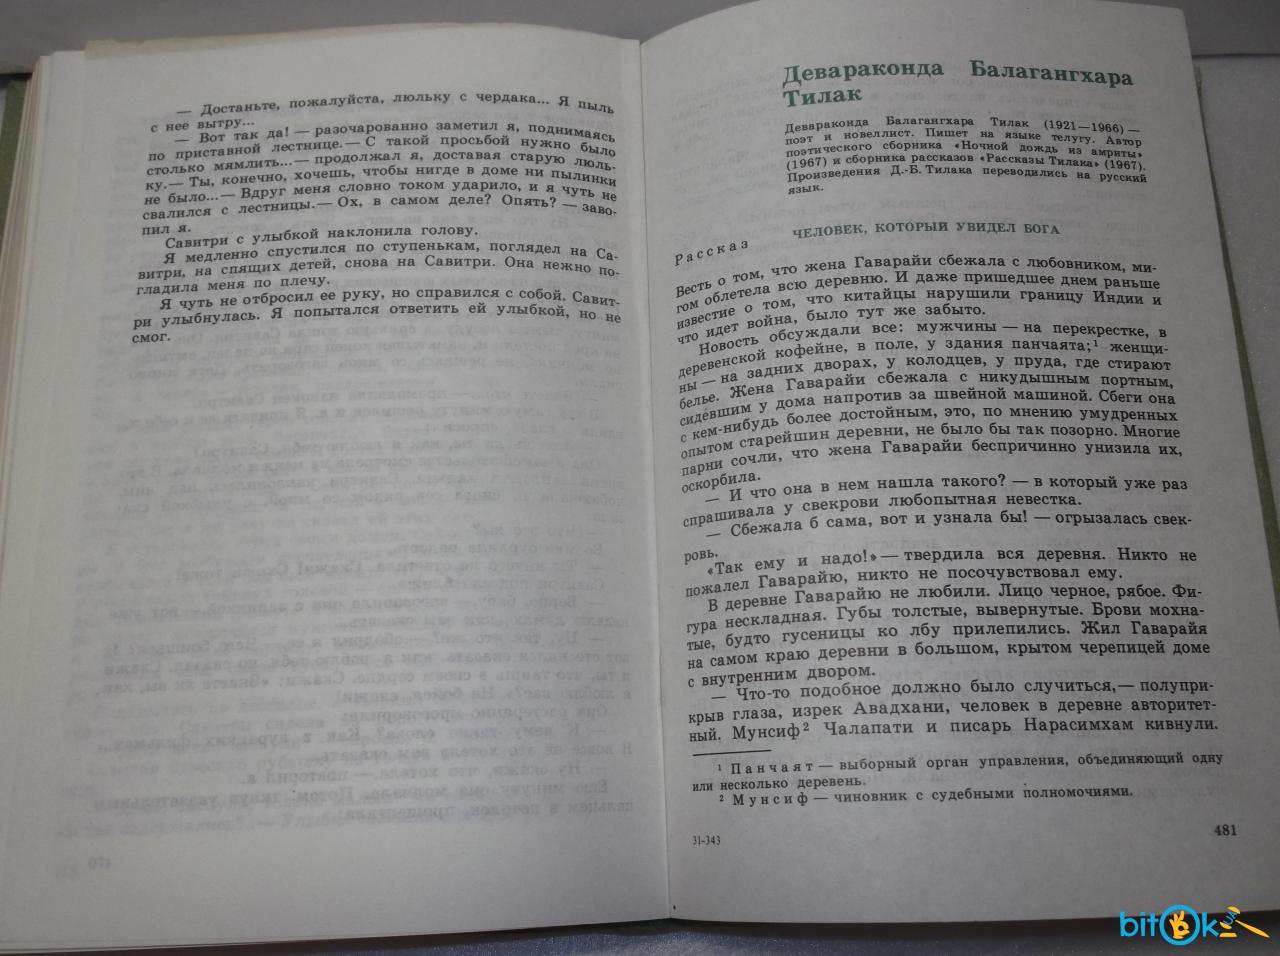 — Достаньте, пожалуйста, люльку с чердака... Я пыль
с нее вытру...
— Вот так да! — разочарованно заметил я, поднимаясь
по приставной лестнице.— С такой просьбой нужно было
столько мямлить...— продолжал я, доставая старую люль-
ку.— Ты, конечно, хочешь, чтобы нигде в доме ни пылинки
не было...— Вдруг меня словно током ударило, и я чуть не
свалился с лестницы.— Ох, в самом деле? Опять? — заво-
пил я.
Савитри с улыбкой наклонила голову.
Я медленно спустился по ступенькам, поглядел на Са-
витри, на спящих детей, снова на Савитри. Она нежно по-
гладила меня по плечу.
Я чуть не отбросил ее руку, но справился с собой. Савит-
ри улыбнулась. Я попытался ответить ей улыбкой, но не
смог.
Девараконда Балагангхара
Тилак
Девараконда Балагангхара Тилак (1921—1966) —
поэт и новеллист. Пишет на языке телугу. Автор
поэтического сборника «Ночной дождь из амриты»
(1967) и сборника рассказов «Рассказы Тилака» (1967).
Произведения Д.-Б. Тилака переводились на русский
язык.
ЧЕЛОВЕК, КОТОРЫЙ УВИДЕЛ БОГА
Рассказ
Весть о том, что жена Гаварайи сбежала с любовником, ми-
гом облетела всю деревню. И даже пришедшее днем раньше
известие о том, что китайцы нарушили границу Индии и
что идет война, было тут же забыто.
Новость обсуждали все: мужчины — на перекрестке, в
деревенской кофейне, в поле, у здания панчаята;¹ женщи-
ны — на задних дворах, у колодцев, у пруда, где стирают
белье. Жена Гаварайи сбежала с никудышным портным,
сидевшим у дома напротив за швейной машиной. Сбеги она
с кем-нибудь более достойным, это, по мнению умудренных
опытом старейшин деревни, не было бы так позорно. Многие
парни сочли, что жена Гаварайи беспричинно унизила их,
оскорбила.
— И что она в нем нашла такого? — в который уже раз
спрашивала у свекрови любопытная невестка.
— Сбежала б сама, вот и узнала бы! — огрызалась свек-
ровь.
«Так ему и надо!» — твердила вся деревня. Никто не
пожалел Гаварайю, никто не посочувствовал ему.
В деревне Гаварайю не любили. Лицо черное, рябое. Фи-
гура нескладная. Губы толстые, вывернутые. Брови мохна-
тые, будто гусеницы ко лбу прилепились. Жил Гаварайя
на самом краю деревни в большом, крытом черепицей доме
с внутренним двором.
— Что-то подобное должно было случиться,— полупри-
крыв глаза, изрек Авадхани, человек в деревне авторитет-
ный. Мунсиф² Чалапати и писарь Нарасимхам кивнули.
¹ Панчаят — выборный орган управления, объединяющий одну
или несколько деревень.
² Мунсиф — чиновник с судебными полномочиями.
31-343
481
bitOk
UA